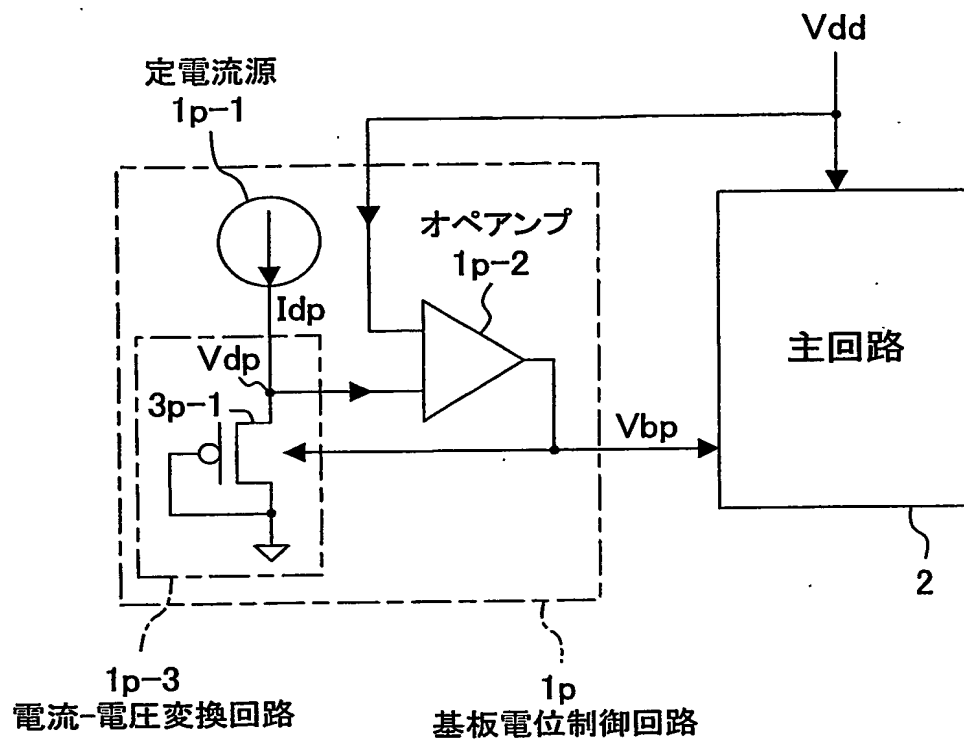 Vdd
定電流源
1p-1
オペアンプ
1p-2
Idp
主回路
Vdp
3p-1
Vbp
2
1p-3
電流-電圧変換回路
1p
基板電位制御回路